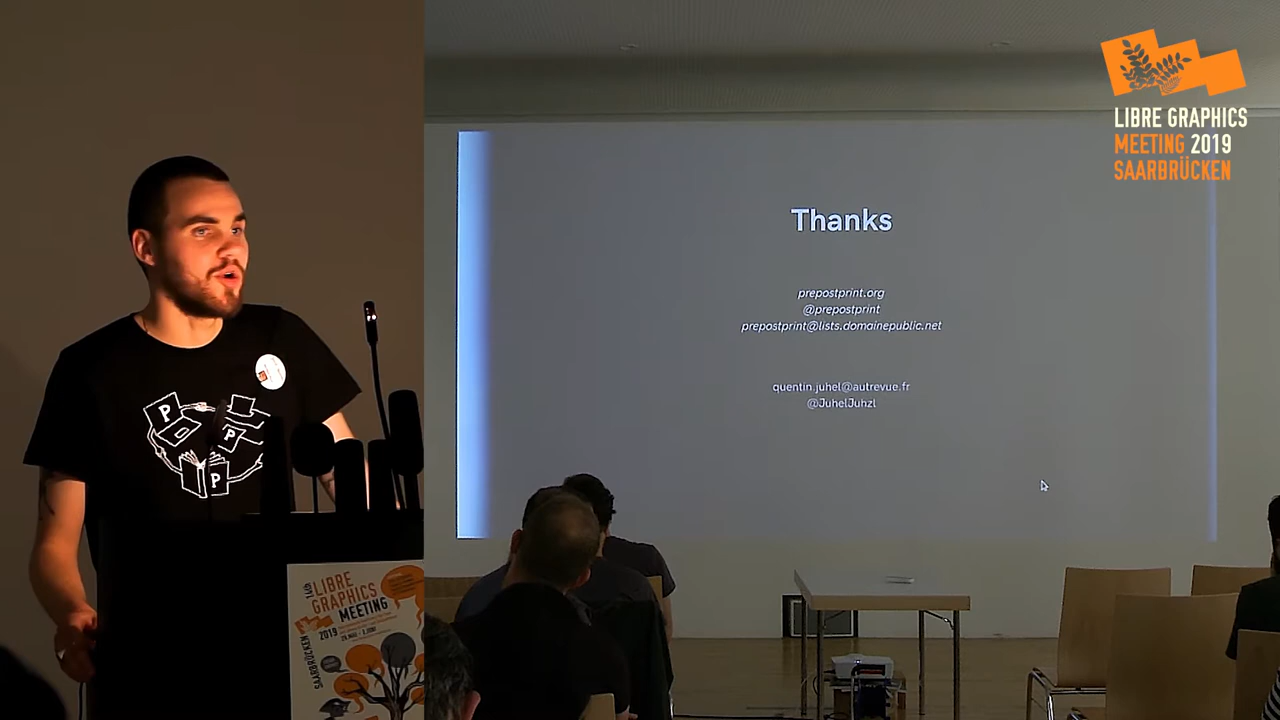 LIBRE GRAPHICS
MEETING 2019
SAARBRÜCKEN
Thanks
prepostprint.org
@prepostprint
prepostprint@lists.domainepublic.net
quentin.juhel@autrevue.fr
@JuhelJuhzl
P
P
P
LIBRE
GRAPHICS
MEETING
2019
SAARBRÜCKEN